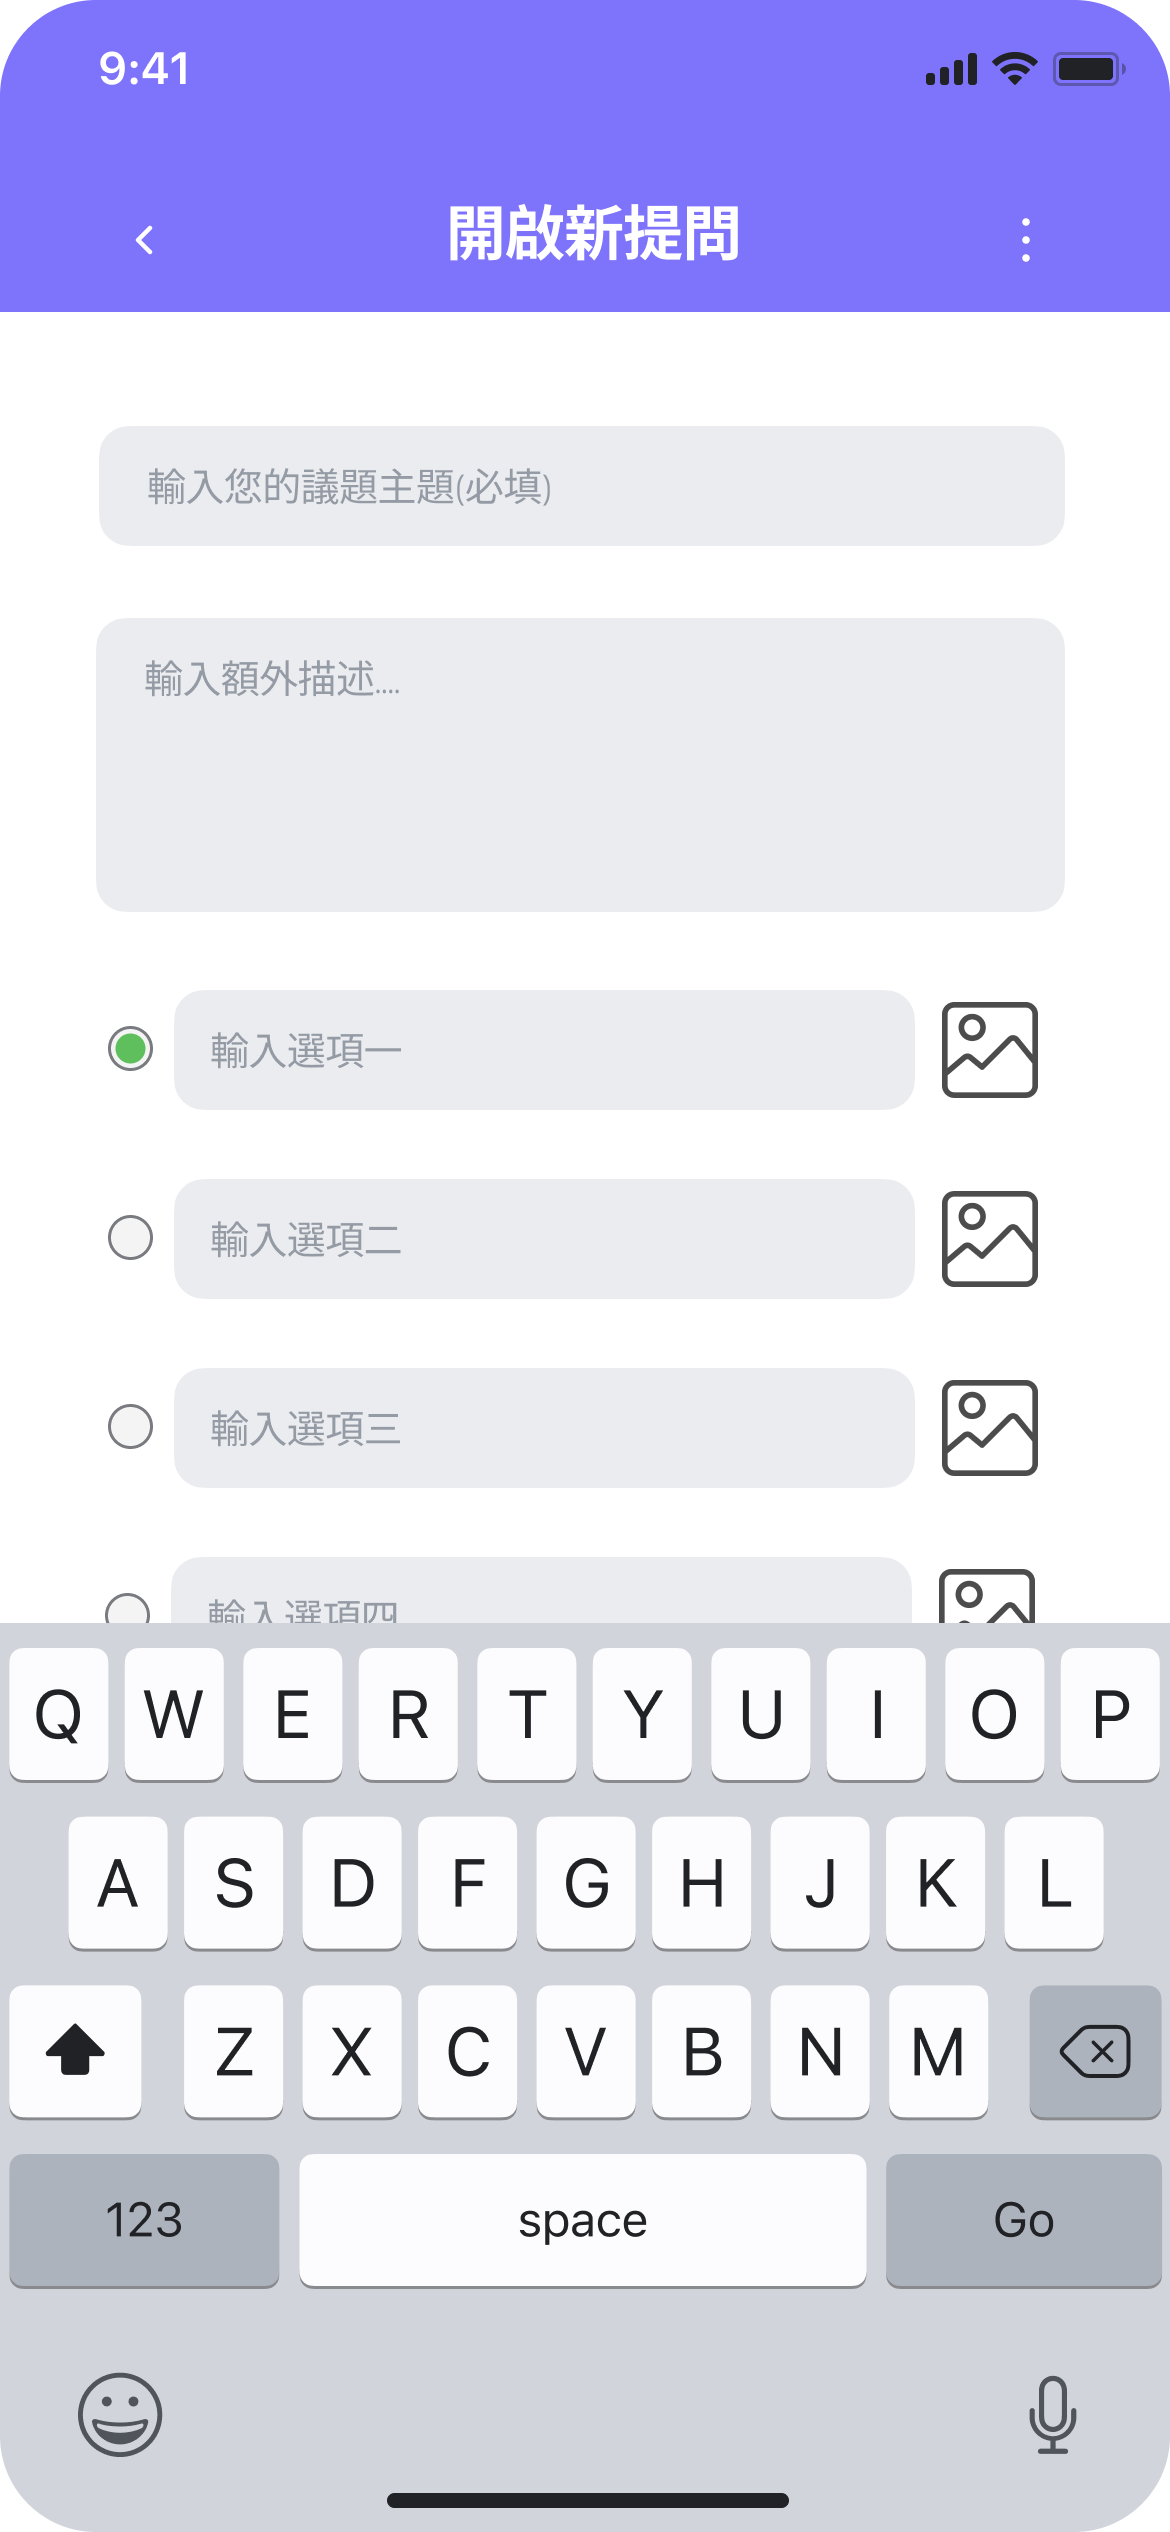 9:41
開啟新提問
輸入您的議題主題(必填)
輸入額外描述....
輸入選項一
輸入選項二
輸入選項三
輸入選項四
Q W E R T Y U I O P
A S D F G H J K L
Z X C V B N M
123 space Go